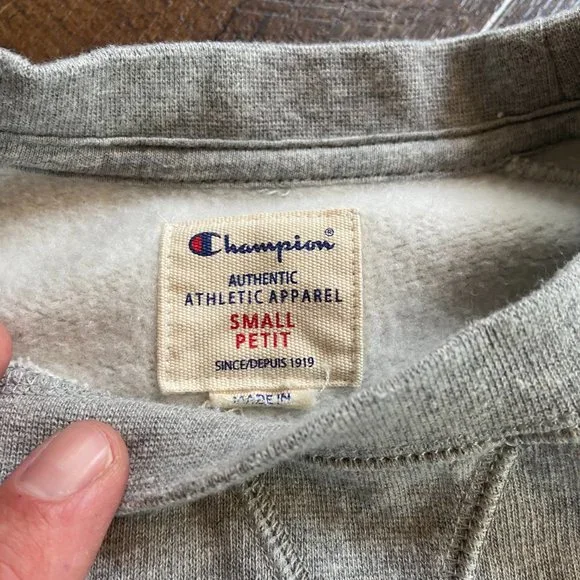 Champion®
AUTHENTIC
ATHLETIC APPAREL
SMALL
PETIT
SINCE/DEPUIS 1919
MADE IN